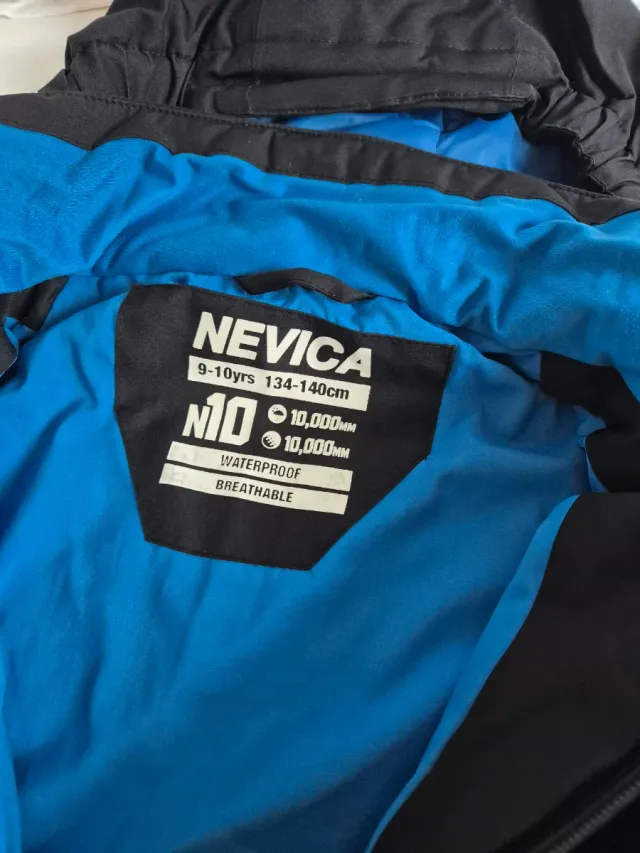 NEVICA
9-10yrs 134-140cm
N10
10,000MM
10,000MM
WATERPROOF
BREATHABLE